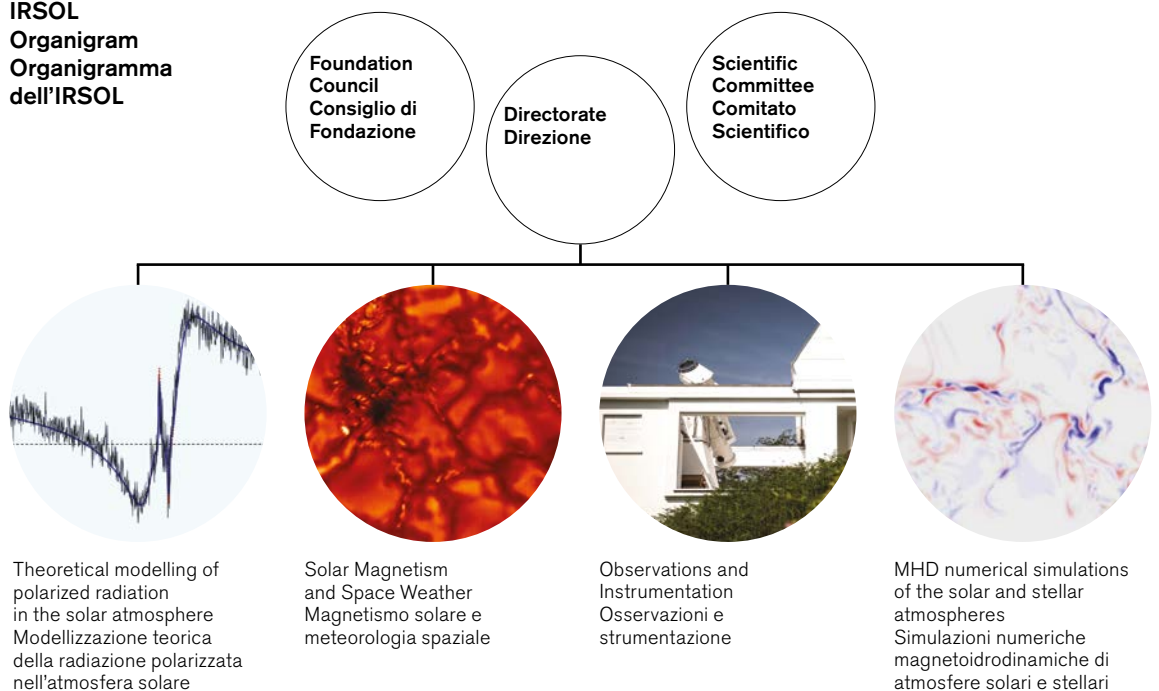 IRSOL
Organigram
Organigramma
dell'IRSOL
Foundation
Council
Consiglio di
Fondazione
Directorate
Direzione
Scientific
Committee
Comitato
Scientifico
Theoretical modelling of
polarized radiation
in the solar atmosphere
Modellizzazione teorica
della radiazione polarizzata
nell'atmosfera solare
Solar Magnetism
and Space Weather
Magnetismo solare e
meteorologia spaziale
Observations and
Instrumentation
Osservazioni e
strumentazione
MHD numerical simulations
of the solar and stellar
atmospheres
Simulazioni numeriche
magnetoidrodinamiche di
atmosfere solari e stellari